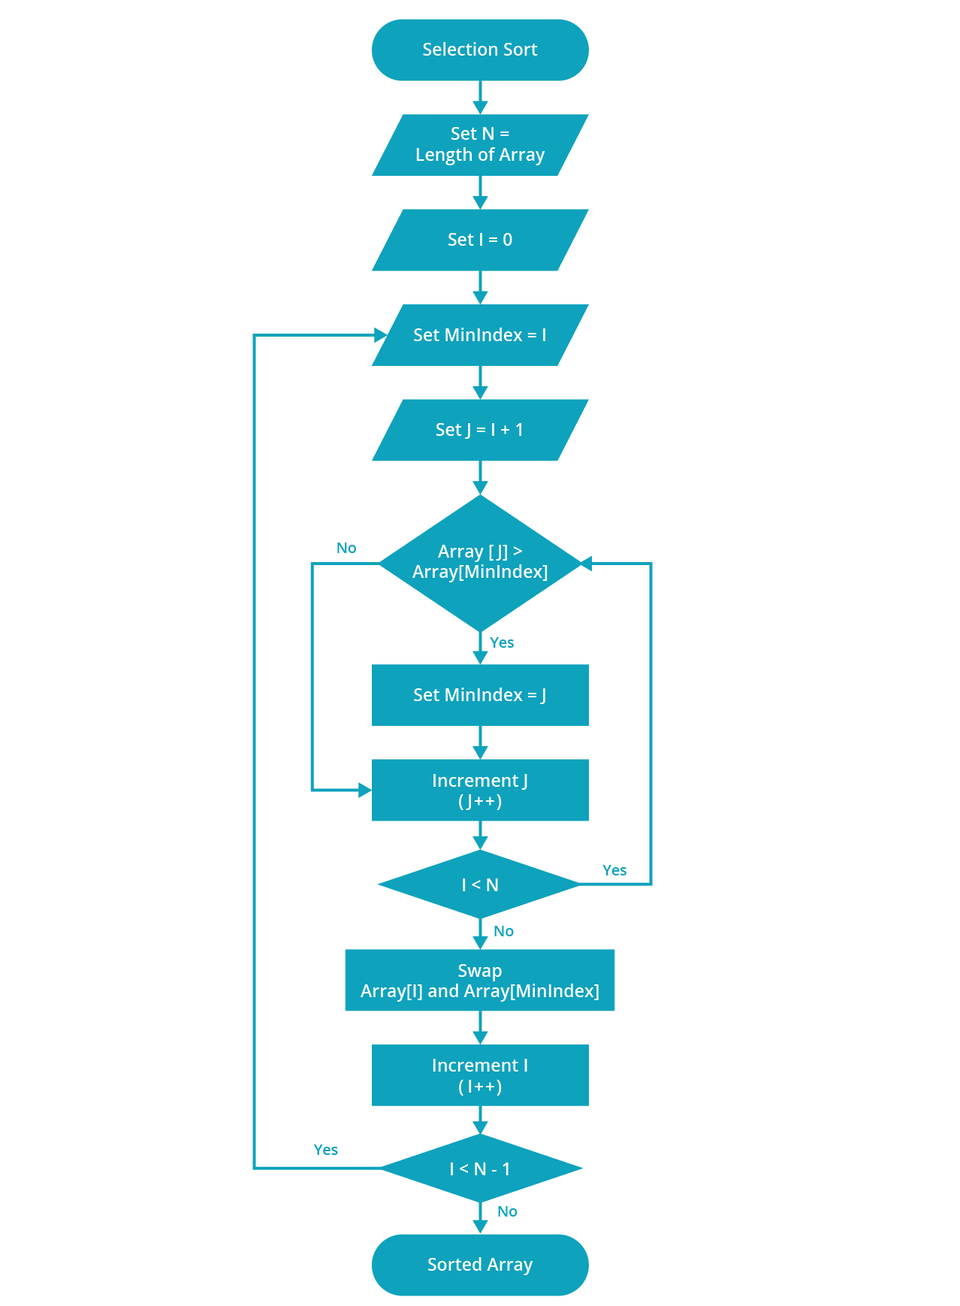 Selection Sort
Set N =
Length of Array
Set I = 0
Set MinIndex = I
Set J = I + 1
No
Array [ J] >
Array[MinIndex]
Yes
Set MinIndex = J
Increment J
( J++)
I < N
Yes
No
Swap
Array[I] and Array[MinIndex]
Increment I
( I++)
Yes
I < N - 1
No
Sorted Array